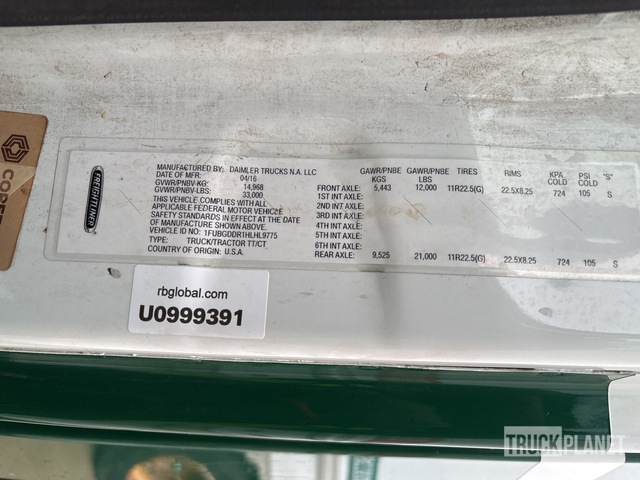 FREIGHTLINER
MANUFACTURED BY: DAIMLER TRUCKS N.A. LLC
DATE OF MFR: 04/16
GVWR/PNBV-KG: 14,968
GVWR/PNBV-LBS: 33,000
THIS VEHICLE COMPLIES WITH ALL
APPLICABLE FEDERAL MOTOR VEHICLE
SAFETY STANDARDS IN EFFECT AT THE DATE
OF MANUFACTURE SHOWN ABOVE.
VEHICLE ID #: 1FUBGDDR1HLHL9775
TYPE: TRUCK/TRACTOR TT/CT
COUNTRY OF ORIGIN: U.S.A.
GAWR/PNBE KGS GAWR/PNBE LBS TIRES RIMS KPA COLD PSI COLD "S"
FRONT AXLE: 5,443 12,000 11R22.5(G) 22.5X8.25 724 105 S
1ST INT AXLE:
2ND INT AXLE:
3RD INT AXLE:
4TH INT AXLE:
5TH INT AXLE:
6TH INT AXLE:
REAR AXLE: 9,525 21,000 11R22.5(G) 22.5X8.25 724 105 S
rbglobal.com
U0999391
TRUCKPLANET